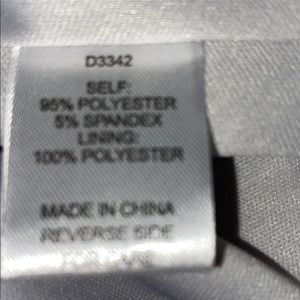 D3342
SELF:
95% POLYESTER
5% SPANDEX
LINING:
100% POLYESTER
MADE IN CHINA
REVERSE SIDE